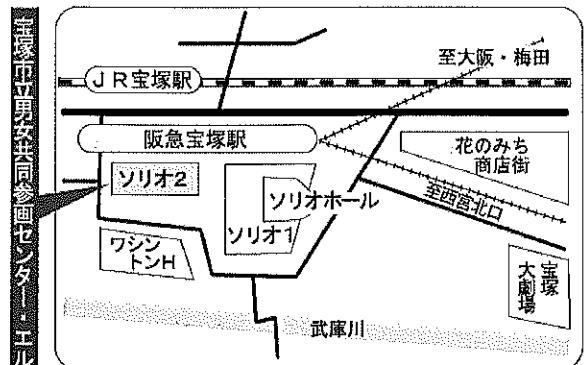 宝塚市立男女共同参画センター・エル
至大阪・梅田
JR宝塚駅
阪急宝塚駅
花のみち
商店街
ソリオ2
ソリオホール
ソリオ1
至西宮北口
ワシン
トンH
宝塚
大劇場
武庫川